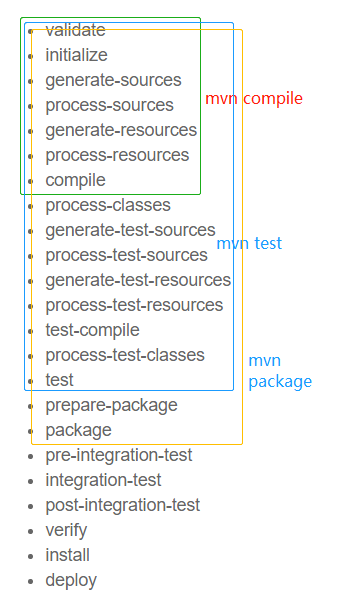 validate
initialize
generate-sources
process-sources
mvn compile
generate-resources
process-resources
compile
process-classes
generate-test-sources
mvn test
process-test-sources
generate-test-resources
process-test-resources
test-compile
process-test-classes
mvn
package
test
prepare-package
package
pre-integration-test
integration-test
post-integration-test
verify
install
deploy